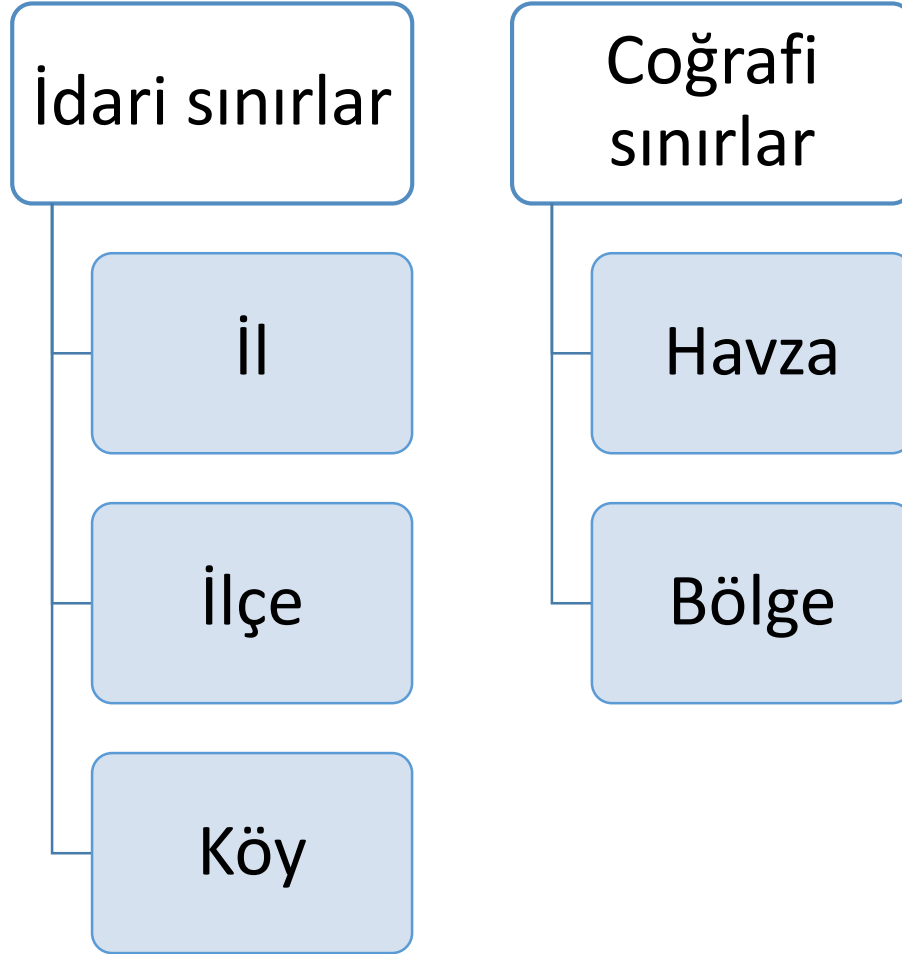 İdari sınırlar
İl
İlçe
Köy
Coğrafi
sınırlar
Havza
Bölge